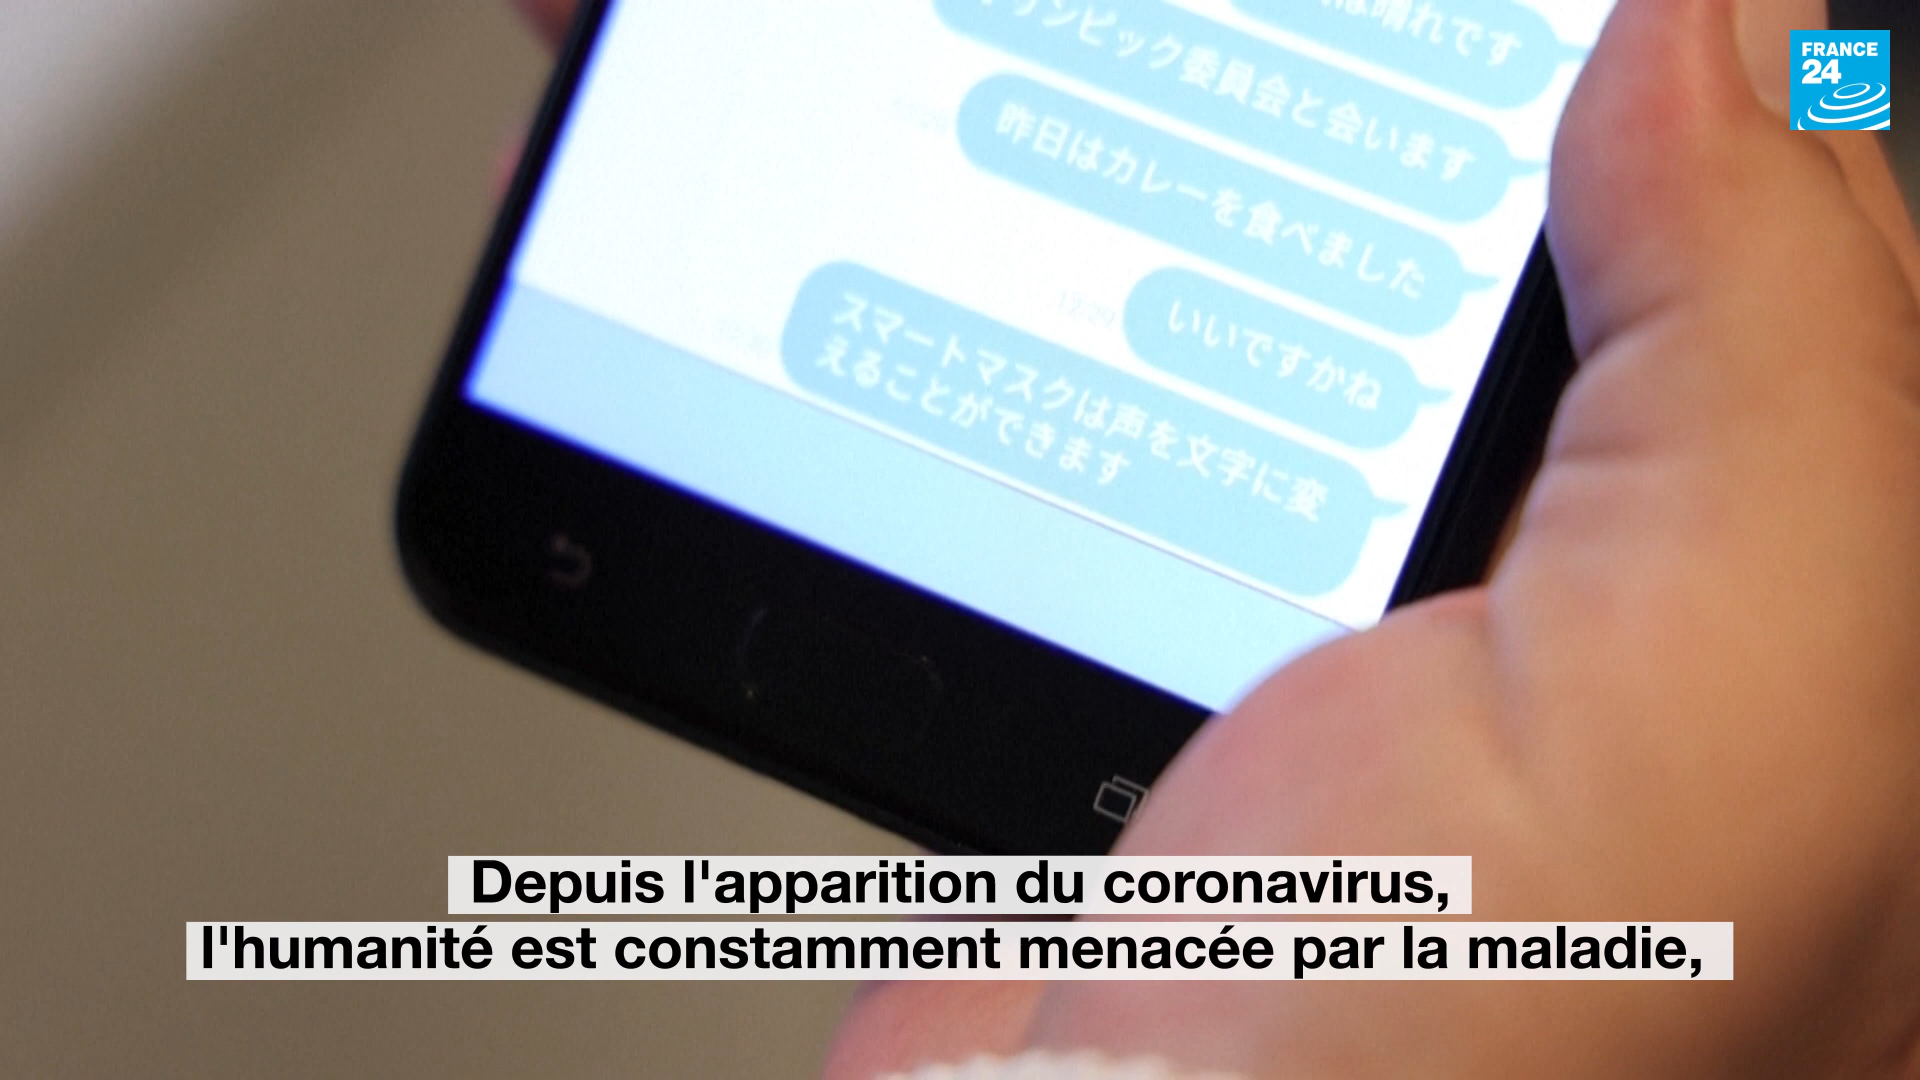 は晴れです
リンピック委員会と会います
昨日はカレーを食べました
いいですかね
12/29
スマートマスクは声を文字に変
えることができます
FRANCE
24
Depuis l'apparition du coronavirus,
l'humanité est constamment menacée par la maladie,